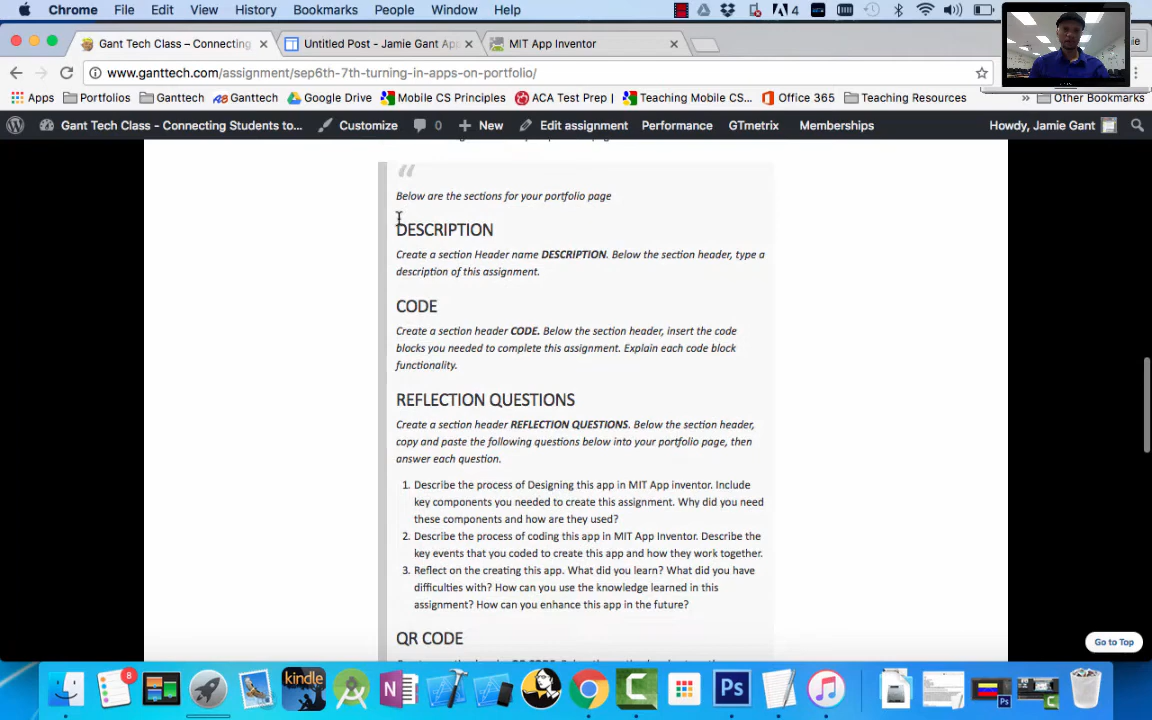 Chrome File Edit View History Bookmarks People Window Help
4
Gant Tech Class – Connecting
Untitled Post - Jamie Gant App
MIT App Inventor
www.ganttech.com/assignment/sep6th-7th-turning-in-apps-on-portfolio/
Apps Portfolios Ganttech Ganttech Google Drive Mobile CS Principles ACA Test Prep | Teaching Mobile CS... Office 365 Teaching Resources » Other Bookmarks
Gant Tech Class – Connecting Students to... Customize 0 New Edit assignment Performance GTmetrix Memberships Howdy, Jamie Gant
Below are the sections for your portfolio page
DESCRIPTION
Create a section Header name DESCRIPTION. Below the section header, type a
description of this assignment.
CODE
Create a section header CODE. Below the section header, insert the code
blocks you needed to complete this assignment. Explain each code block
functionality.
REFLECTION QUESTIONS
Create a section header REFLECTION QUESTIONS. Below the section header,
copy and paste the following questions below into your portfolio page, then
answer each question.
1. Describe the process of Designing this app in MIT App inventor. Include
key components you needed to create this assignment. Why did you need
these components and how are they used?
2. Describe the process of coding this app in MIT App Inventor. Describe the
key events that you coded to create this app and how they work together.
3. Reflect on the creating this app. What did you learn? What did you have
difficulties with? How can you use the knowledge learned in this
assignment? How can you enhance this app in the future?
QR CODE
Go to Top
8
kindle